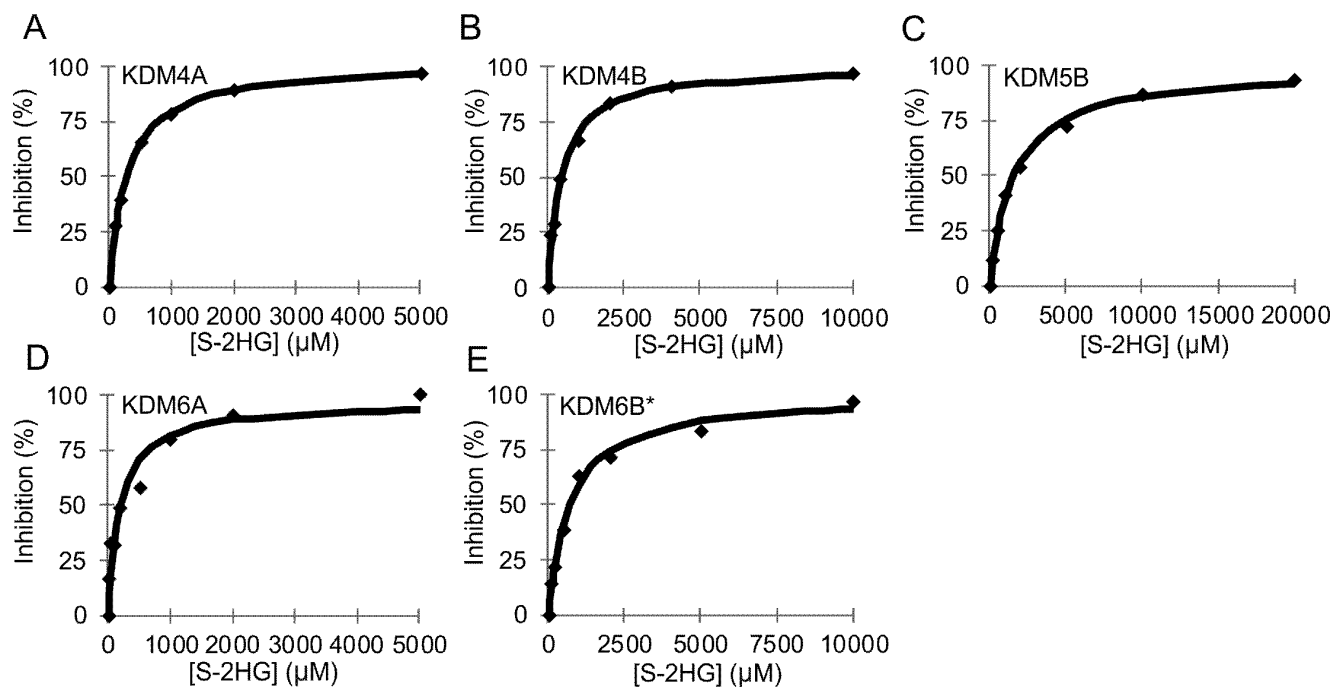 A
KDM4A
Inhibition (%)
100
75
50
25
0
0 1000 2000 3000 4000 5000
[S-2HG] (µM)
B
KDM4B
Inhibition (%)
100
75
50
25
0
0 2500 5000 7500 10000
[S-2HG] (µM)
C
KDM5B
Inhibition (%)
100
75
50
25
0
0 5000 10000 15000 20000
[S-2HG] (µM)
D
KDM6A
Inhibition (%)
100
75
50
25
0
0 1000 2000 3000 4000 5000
[S-2HG] (µM)
E
KDM6B*
Inhibition (%)
100
75
50
25
0
0 2500 5000 7500 10000
[S-2HG] (µM)